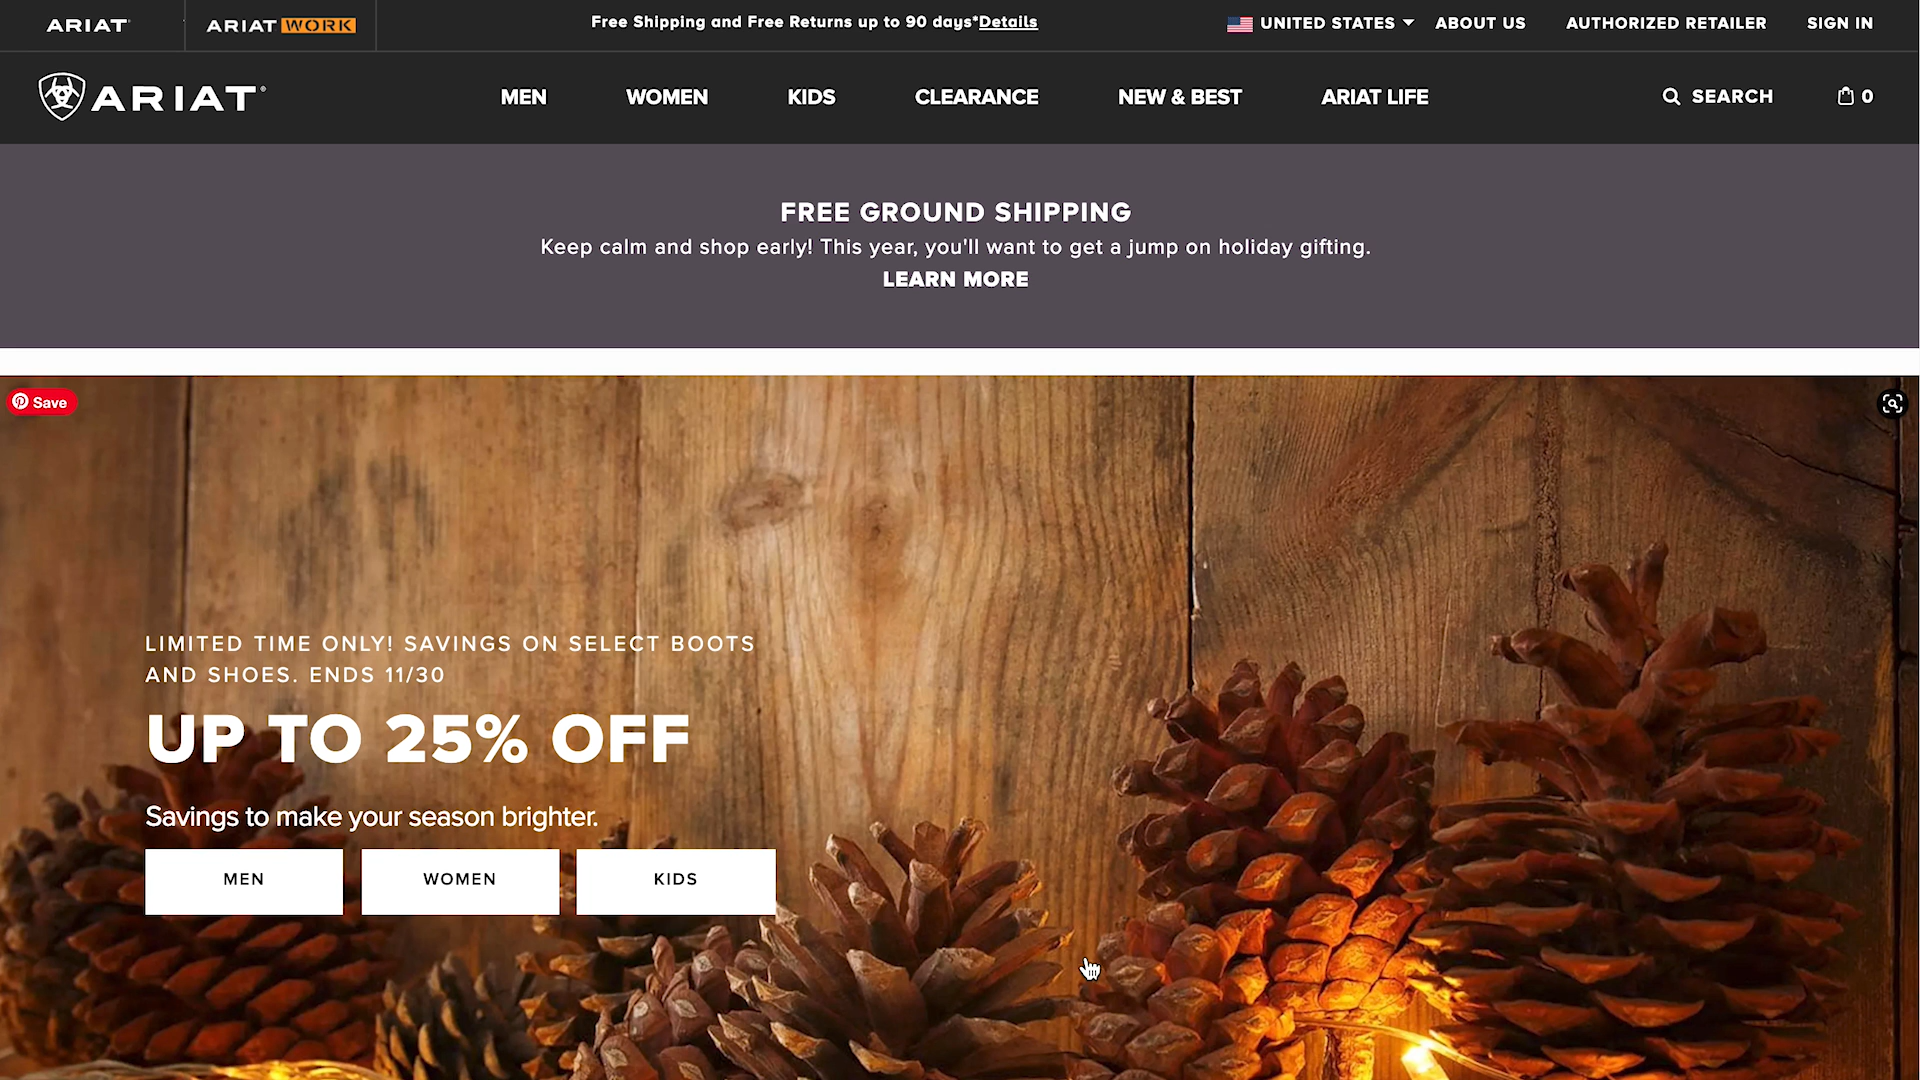 ARIAT
ARIAT WORK
Free Shipping and Free Returns up to 90 days*Details
UNITED STATES
ABOUT US
AUTHORIZED RETAILER
SIGN IN
ARIAT
MEN
WOMEN
KIDS
CLEARANCE
NEW & BEST
ARIAT LIFE
SEARCH
0
FREE GROUND SHIPPING
Keep calm and shop early! This year, you'll want to get a jump on holiday gifting.
LEARN MORE
Save
LIMITED TIME ONLY! SAVINGS ON SELECT BOOTS
AND SHOES. ENDS 11/30
UP TO 25% OFF
Savings to make your season brighter.
MEN
WOMEN
KIDS